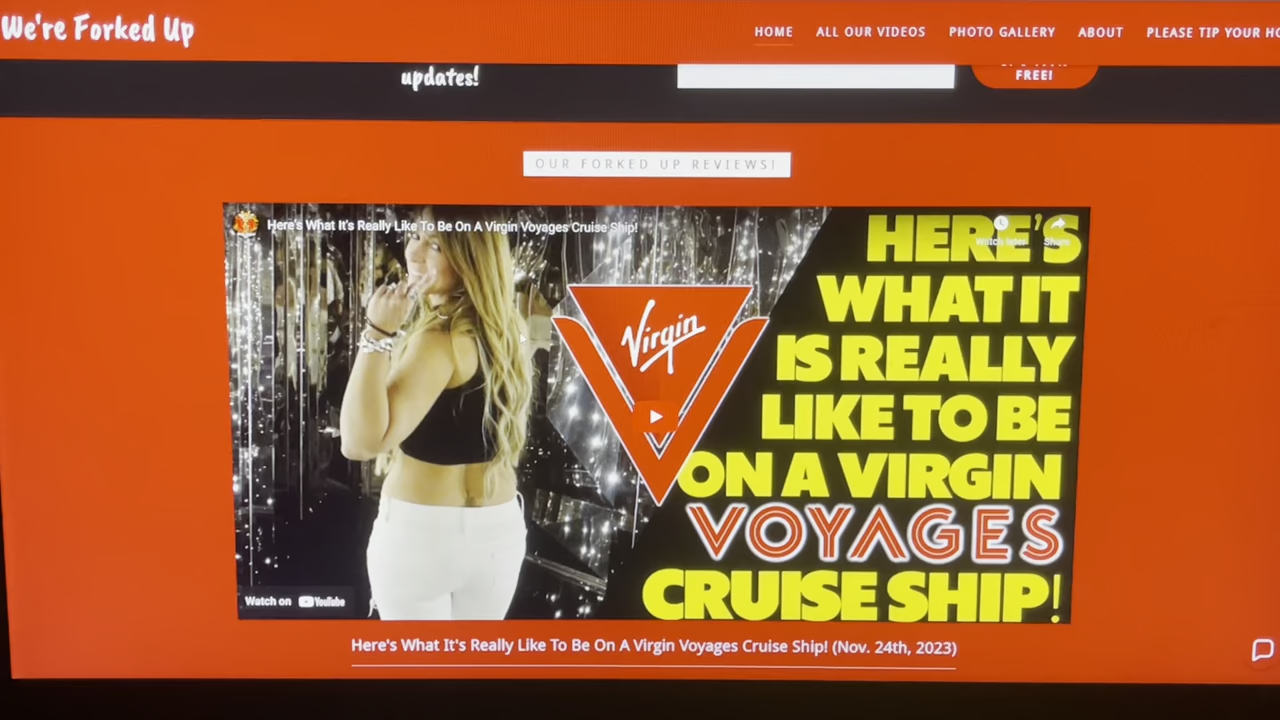 We're Forked Up
HOME ALL OUR VIDEOS PHOTO GALLERY ABOUT PLEASE TIP YOUR
updates!
FREE!
OUR FORKED UP REVIEWS!
Here's What It's Really Like To Be On A Virgin Voyages Cruise Ship!
Watch later Share
HERE'S
WHAT IT
IS REALLY
LIKE TO BE
ON A VIRGIN
VOYAGES
CRUISE SHIP!
Virgin
Watch on YouTube
Here's What It's Really Like To Be On A Virgin Voyages Cruise Ship! (Nov. 24th, 2023)